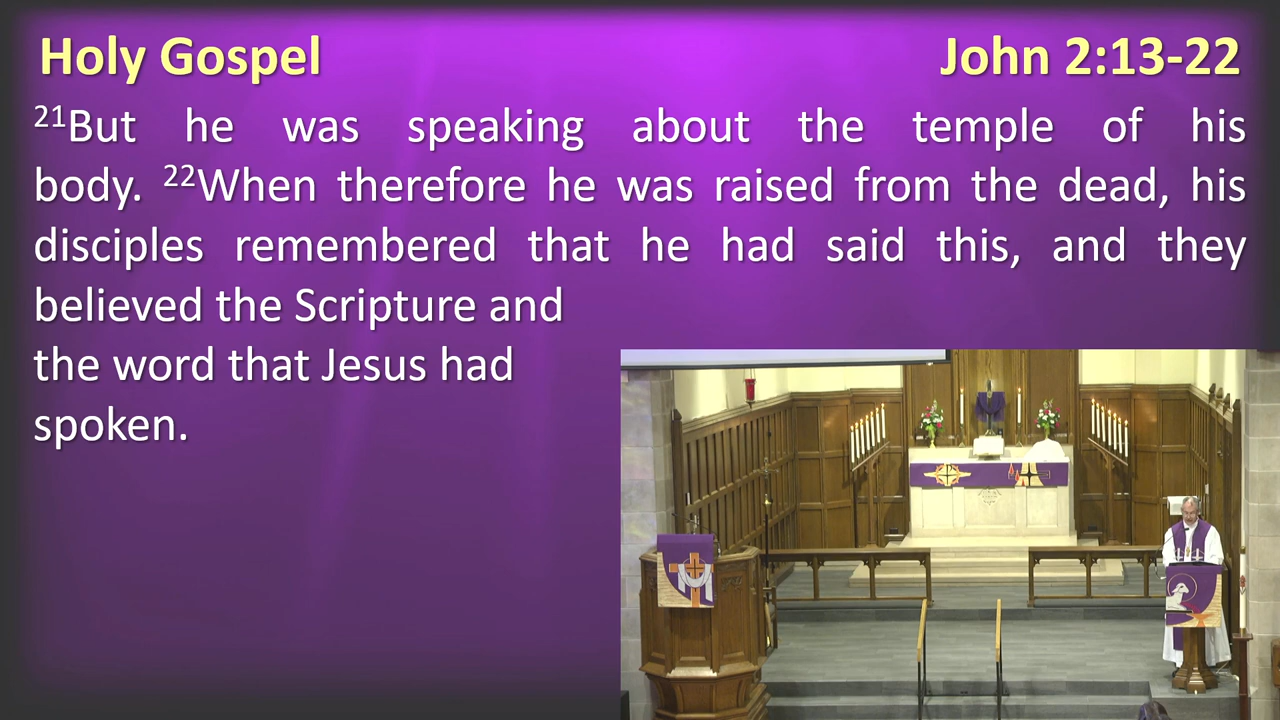 Holy Gospel John 2:13-22
21But he was speaking about the temple of his
body. 22When therefore he was raised from the dead, his
disciples remembered that he had said this, and they
believed the Scripture and
the word that Jesus had
spoken.